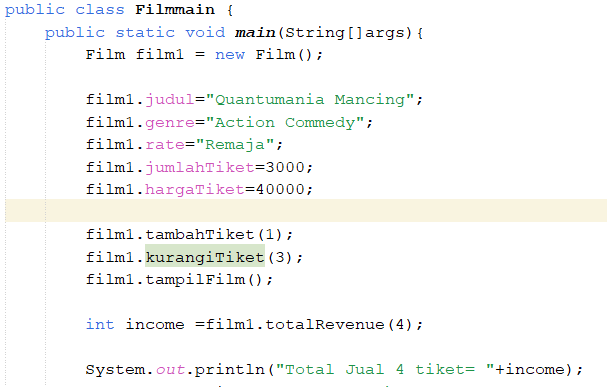 public class Filmmain {
public static void main(String[]args){
Film film1 = new Film();
film1.judul="Quantumania Mancing";
film1.genre="Action Commedy";
film1.rate="Remaja";
film1.jumlahTiket=3000;
film1.hargaTiket=40000;
film1.tambahTiket(1);
film1.kurangiTiket(3);
film1.tampilFilm();
int income =film1.totalRevenue(4);
System.out.println("Total Jual 4 tiket= "+income);